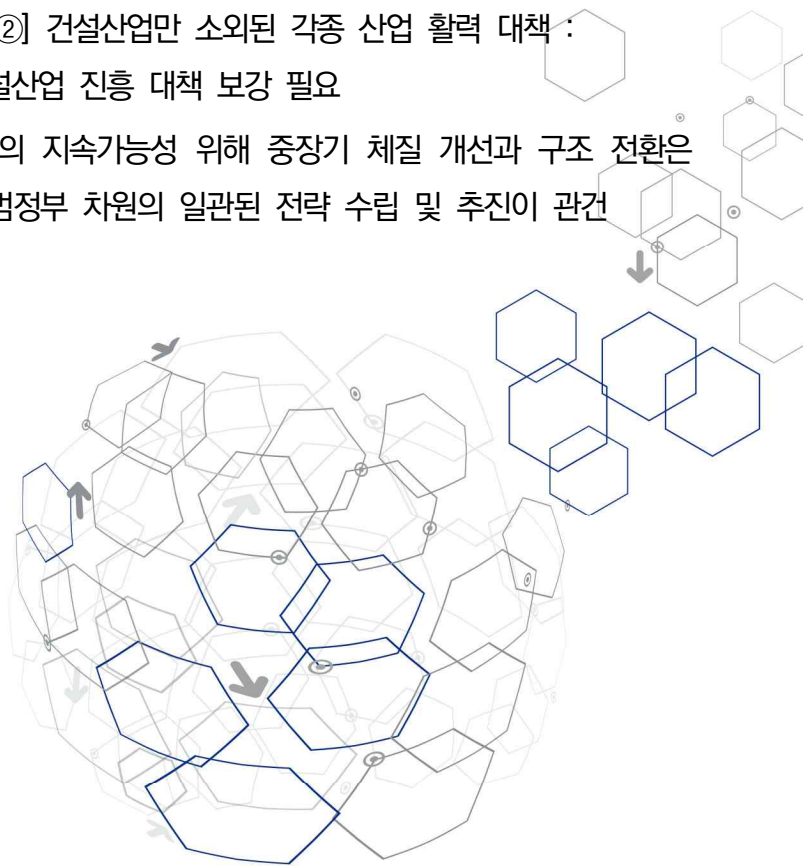 ②] 건설산업만 소외된 각종 산업 활력 대책 :
설산업 진흥 대책 보강 필요
의 지속가능성 위해 중장기 체질 개선과 구조 전환은
범정부 차원의 일관된 전략 수립 및 추진이 관건